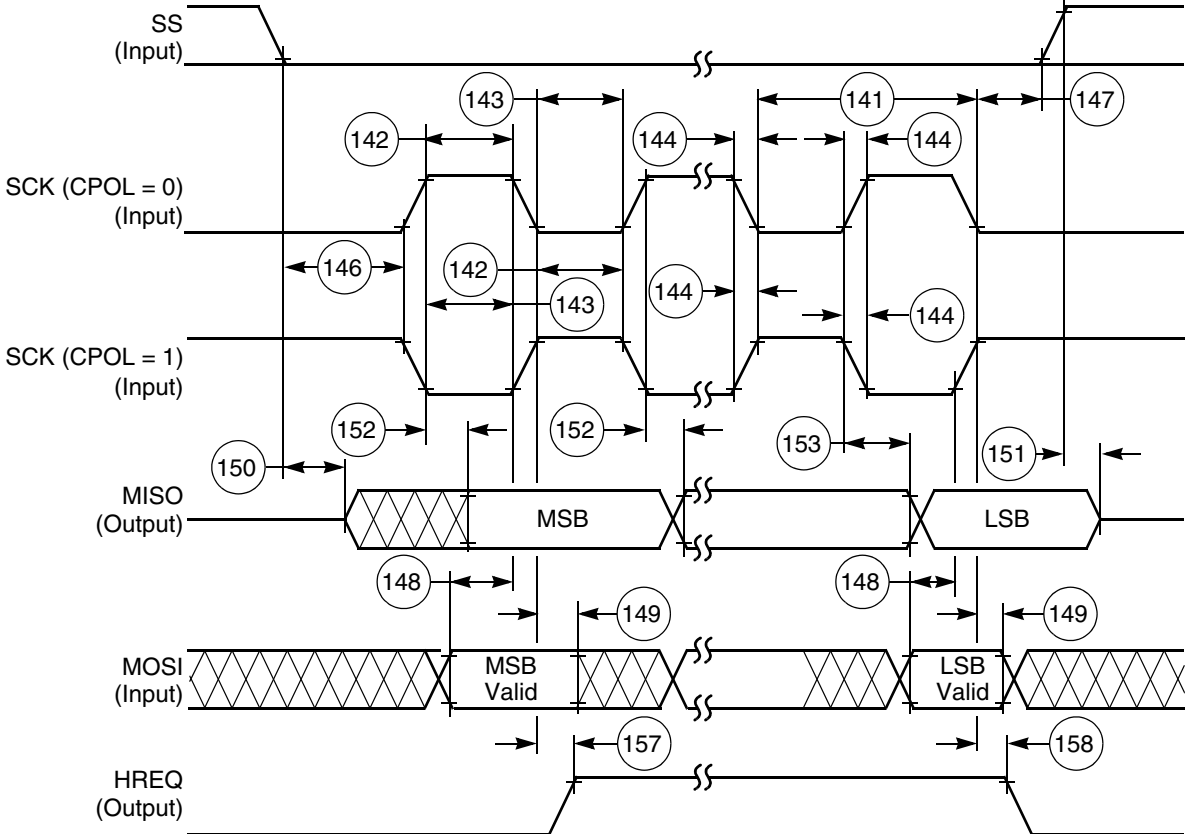 SS
(Input)
143
141
147
142
144
144
SCK (CPOL = 0)
(Input)
146
142
144
143
144
SCK (CPOL = 1)
(Input)
152
152
153
151
150
MISO
(Output)
MSB
LSB
148
148
149
149
MOSI
(Input)
MSB
Valid
LSB
Valid
157
158
HREQ
(Output)